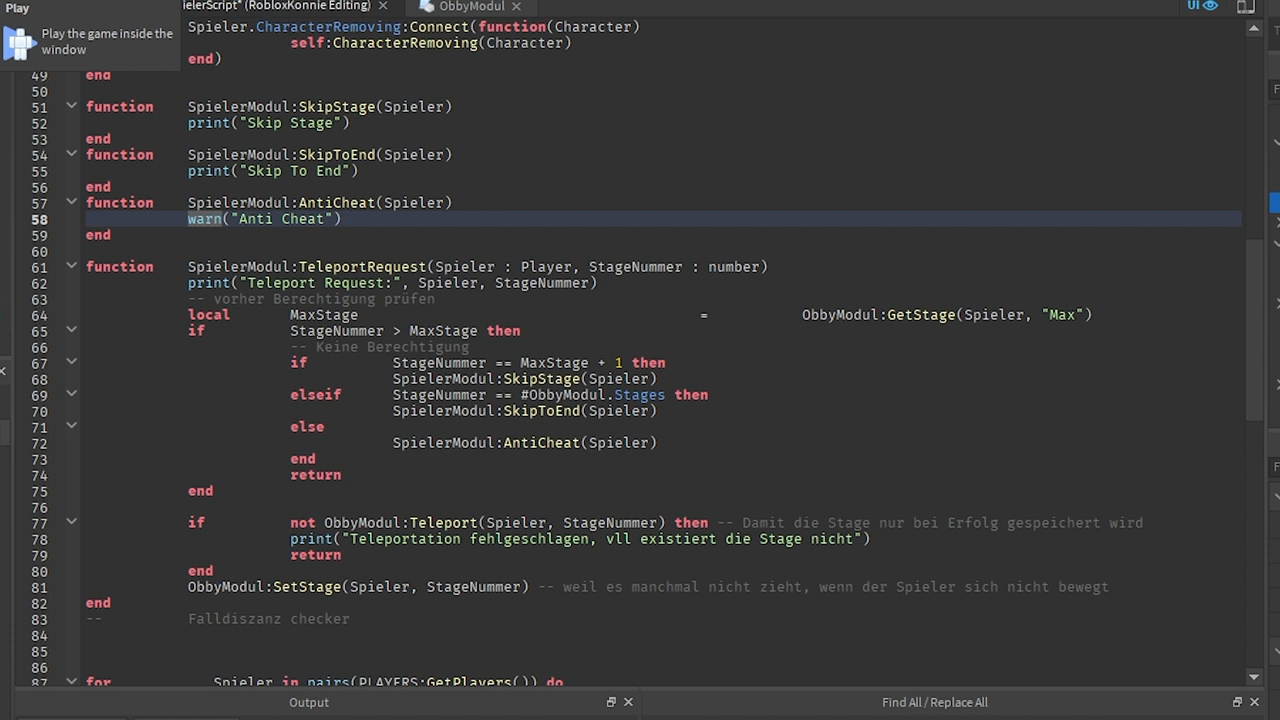 Play
Play the game inside the
window
ielerScript* (RobloxKonnie Editing) ×
ObbyModul ×
UI
Spieler.CharacterRemoving:Connect(function(Character)
self:CharacterRemoving(Character)
end)
49 end
50
51 function SpielerModul:SkipStage(Spieler)
52 print("Skip Stage")
53 end
54 function SpielerModul:SkipToEnd(Spieler)
55 print("Skip To End")
56 end
57 function SpielerModul:AntiCheat(Spieler)
58 warn("Anti Cheat")
59 end
60
61 function SpielerModul:TeleportRequest(Spieler : Player, StageNummer : number)
62 print("Teleport Request:", Spieler, StageNummer)
63 -- vorher Berechtigung prüfen
64 local MaxStage = ObbyModul:GetStage(Spieler, "Max")
65 if StageNummer > MaxStage then
66 -- Keine Berechtigung
67 if StageNummer == MaxStage + 1 then
68 SpielerModul:SkipStage(Spieler)
69 elseif StageNummer == #ObbyModul.Stages then
70 SpielerModul:SkipToEnd(Spieler)
71 else
72 SpielerModul:AntiCheat(Spieler)
73 end
74 return
75 end
76
77 if not ObbyModul:Teleport(Spieler, StageNummer) then -- Damit die Stage nur bei Erfolg gespeichert wird
78 print("Teleportation fehlgeschlagen, vll existiert die Stage nicht")
79 return
80 end
81 ObbyModul:SetStage(Spieler, StageNummer) -- weil es manchmal nicht zieht, wenn der Spieler sich nicht bewegt
82 end
83 -- Falldiszanz checker
84
85
86
87 for Spieler in pairs(PLAYERS:GetPlayers()) do
Output
Find All / Replace All